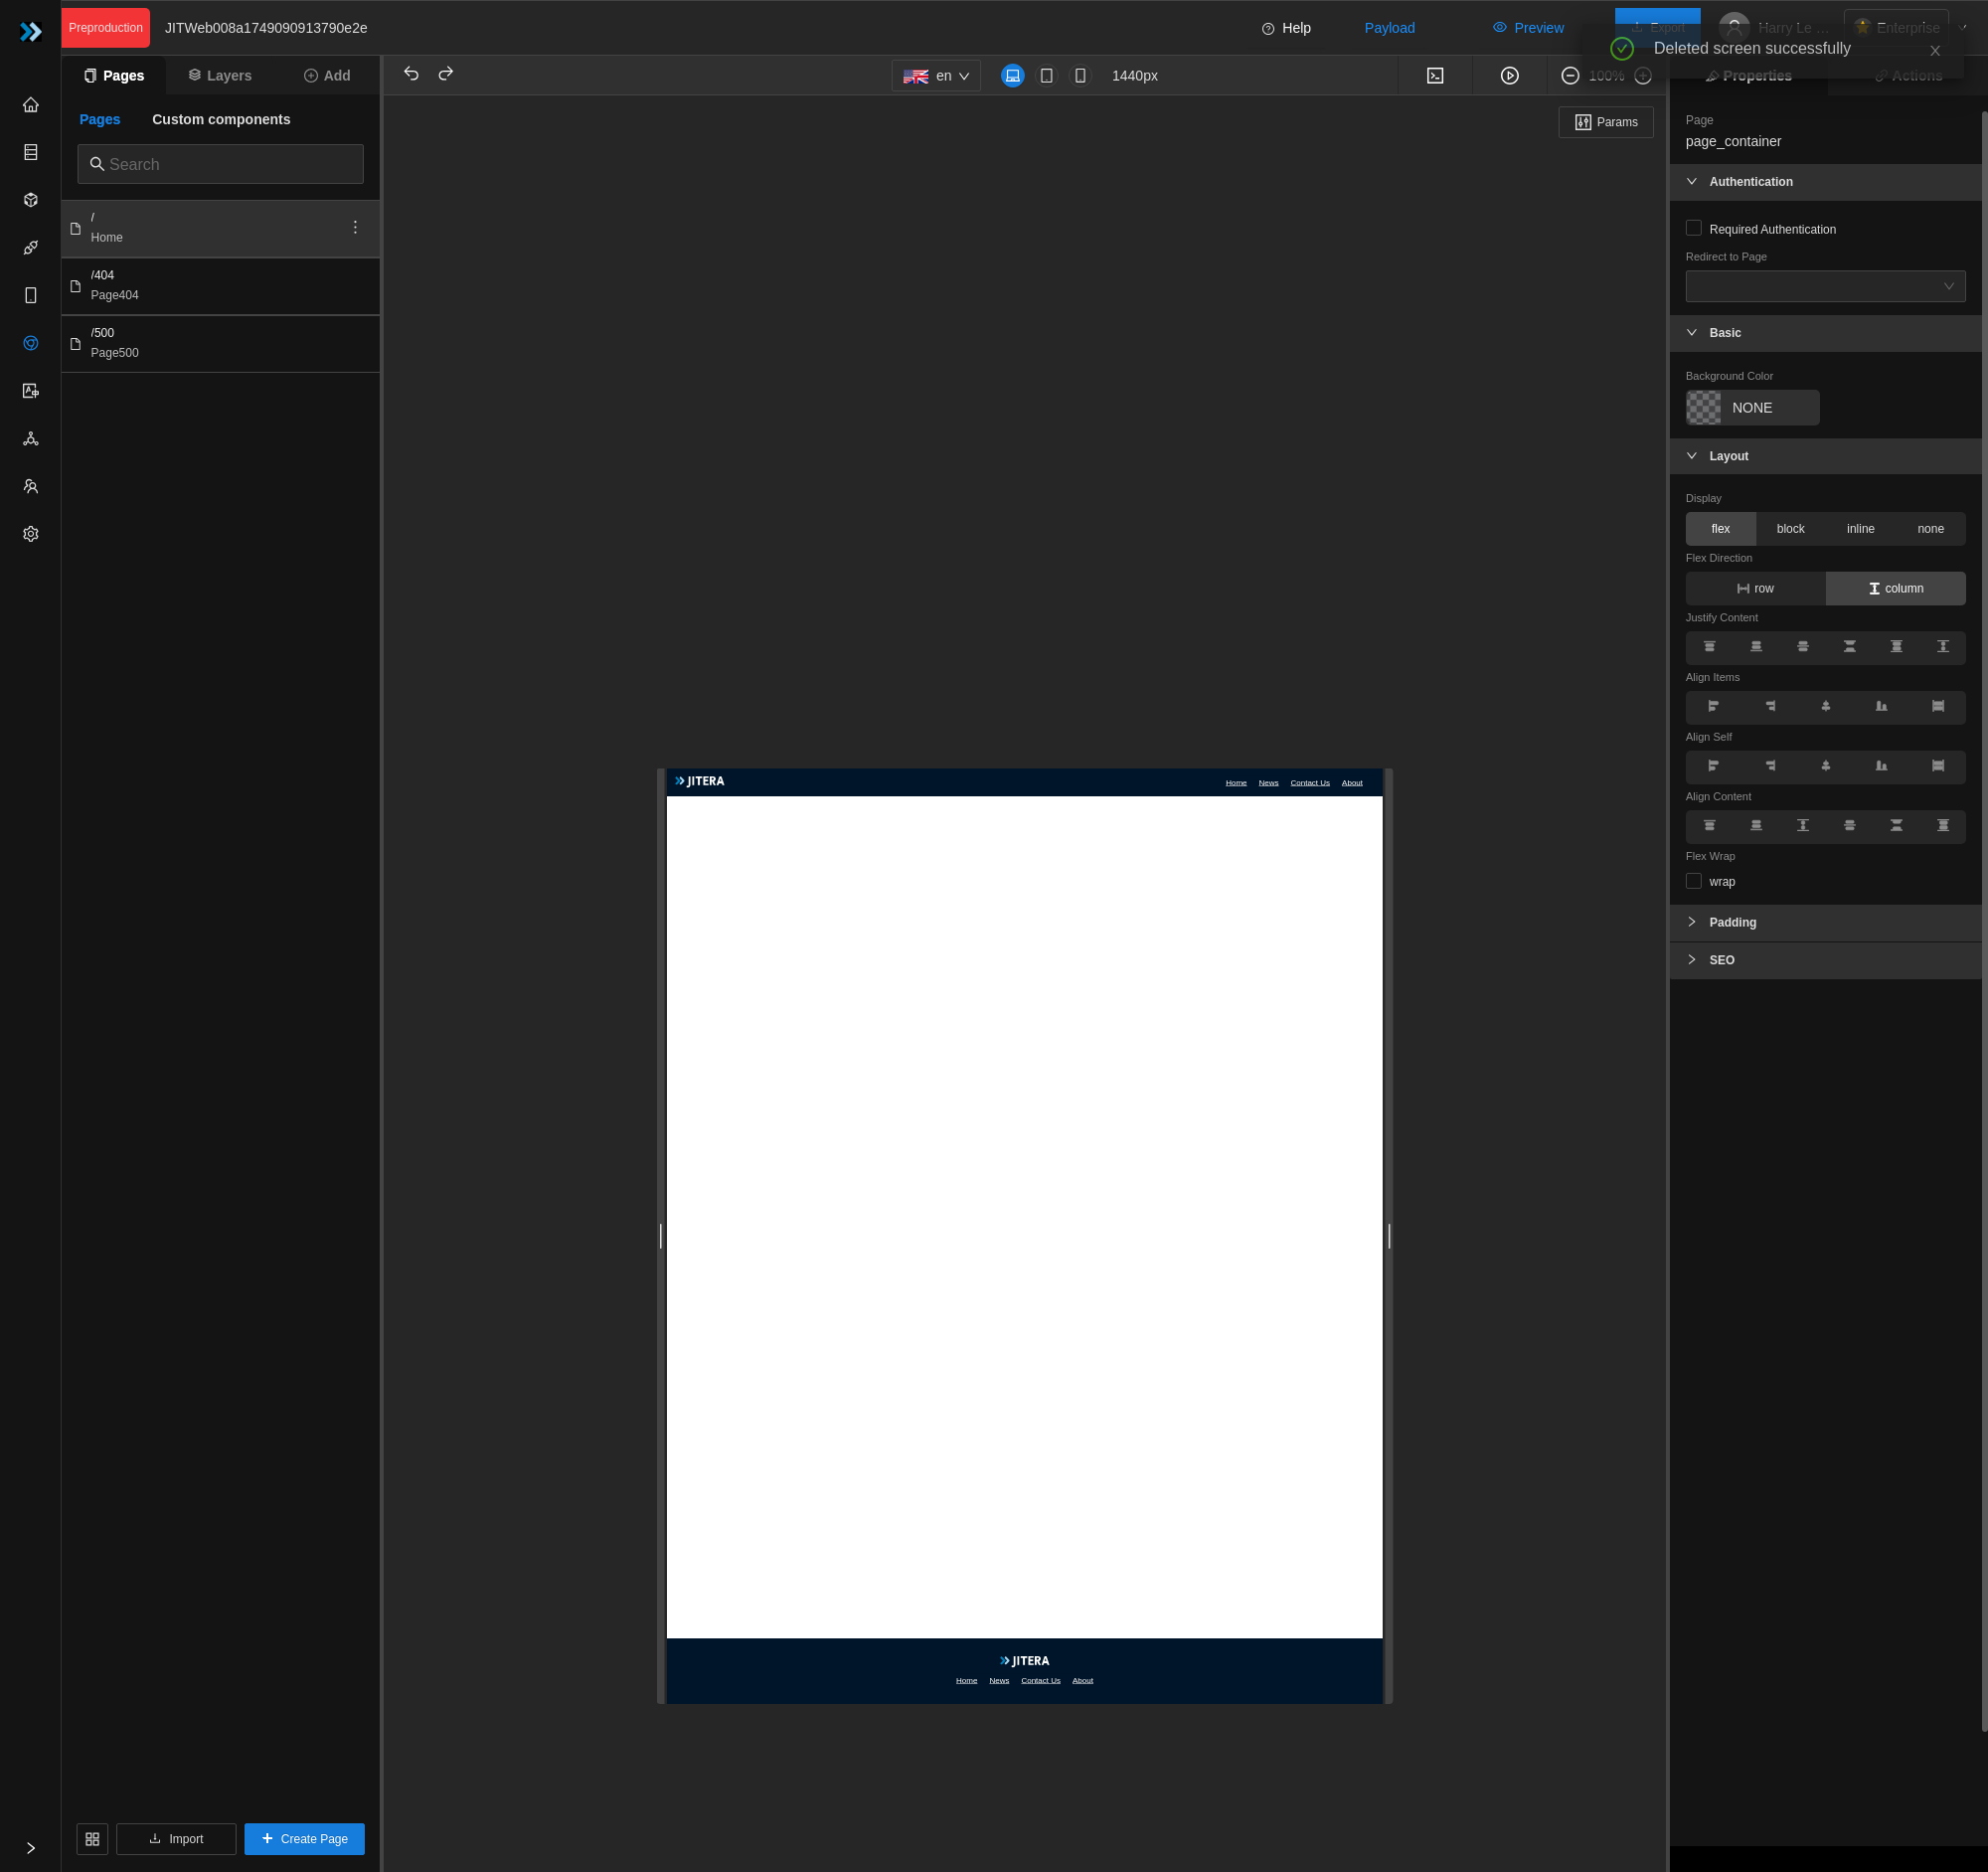 Preproduction
JITWeb008a1749090913790e2e
Help
Payload
Preview
Export
Harry Le ...
Enterprise
Deleted screen successfully
Pages
Layers
Add
en
1440px
100%
Properties
Actions
Pages
Custom components
Params
Search
/
Home
/404
Page404
/500
Page500
Page
page_container
Authentication
Required Authentication
Redirect to Page
Basic
Background Color
NONE
Layout
Display
flex block inline none
Flex Direction
row column
Justify Content
Align Items
Align Self
Align Content
Flex Wrap
wrap
Padding
SEO
JITERA
Home News Contact Us About
JITERA
Home News Contact Us About
Import
Create Page